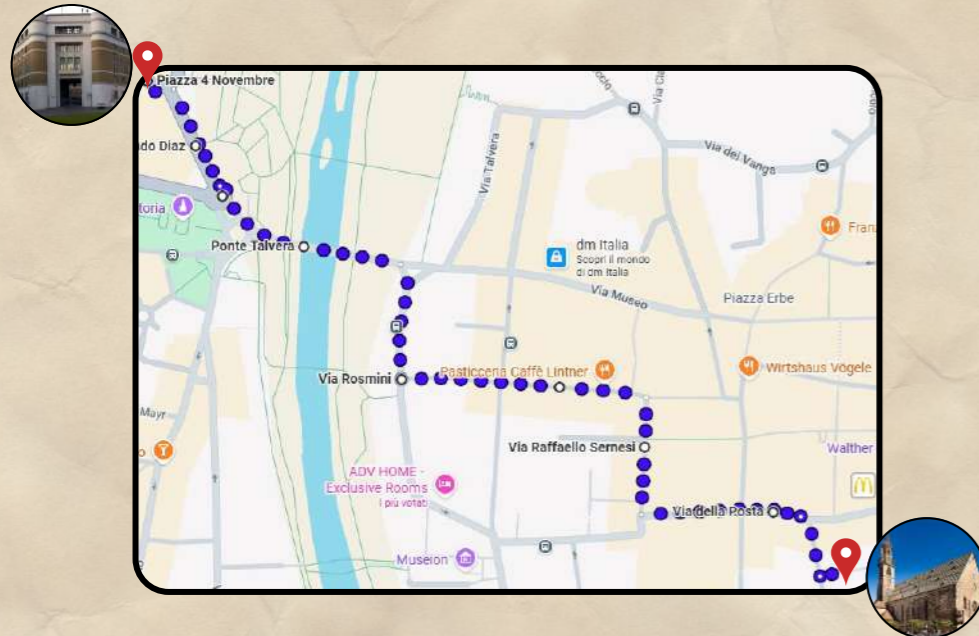 Piazza 4 Novembre
do Diaz
Via Talvera
Via dei Vanga
toria
Ponte Talvera
dm Italia
Scopri il mondo
di dm Italia
Via Museo
Piazza Erbe
Fran
Via Rosmini
Pasticceria Caffè Lintner
Wirtshaus Vögele
Mayr
Via Raffaello Sernesi
Walther
ADV HOME -
Exclusive Rooms
I più votati
Via della Posta
Museion